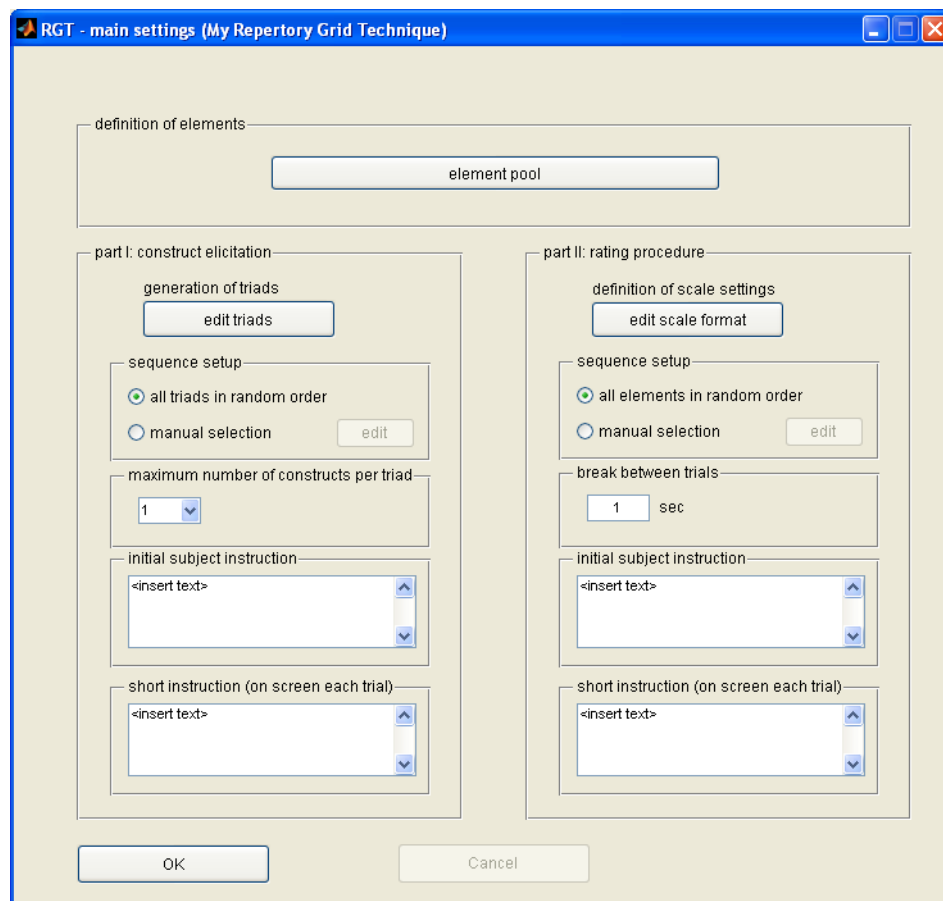 RGT - main settings (My Repertory Grid Technique)
definition of elements
element pool
part I: construct elicitation
generation of triads
edit triads
sequence setup
all triads in random order
manual selection
edit
maximum number of constructs per triad
1
initial subject instruction
<insert text>
short instruction (on screen each trial)
<insert text>
part II: rating procedure
definition of scale settings
edit scale format
sequence setup
all elements in random order
manual selection
edit
break between trials
1 sec
initial subject instruction
<insert text>
short instruction (on screen each trial)
<insert text>
OK
Cancel